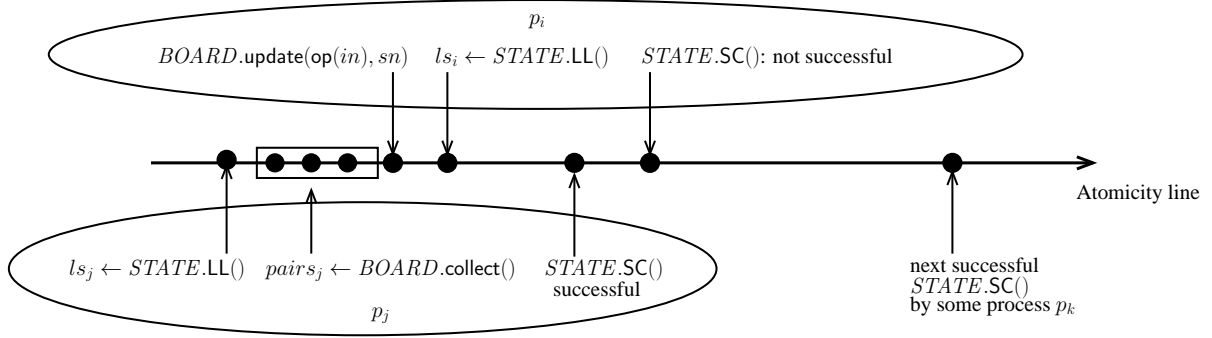 p_i
BOARD.update(op(in), sn) ls_i ← STATE.LL() STATE.SC(): not successful
Atomicity line
ls_j ← STATE.LL() pairs_j ← BOARD.collect() STATE.SC()
successful
p_j
next successful
STATE.SC()
by some process p_k